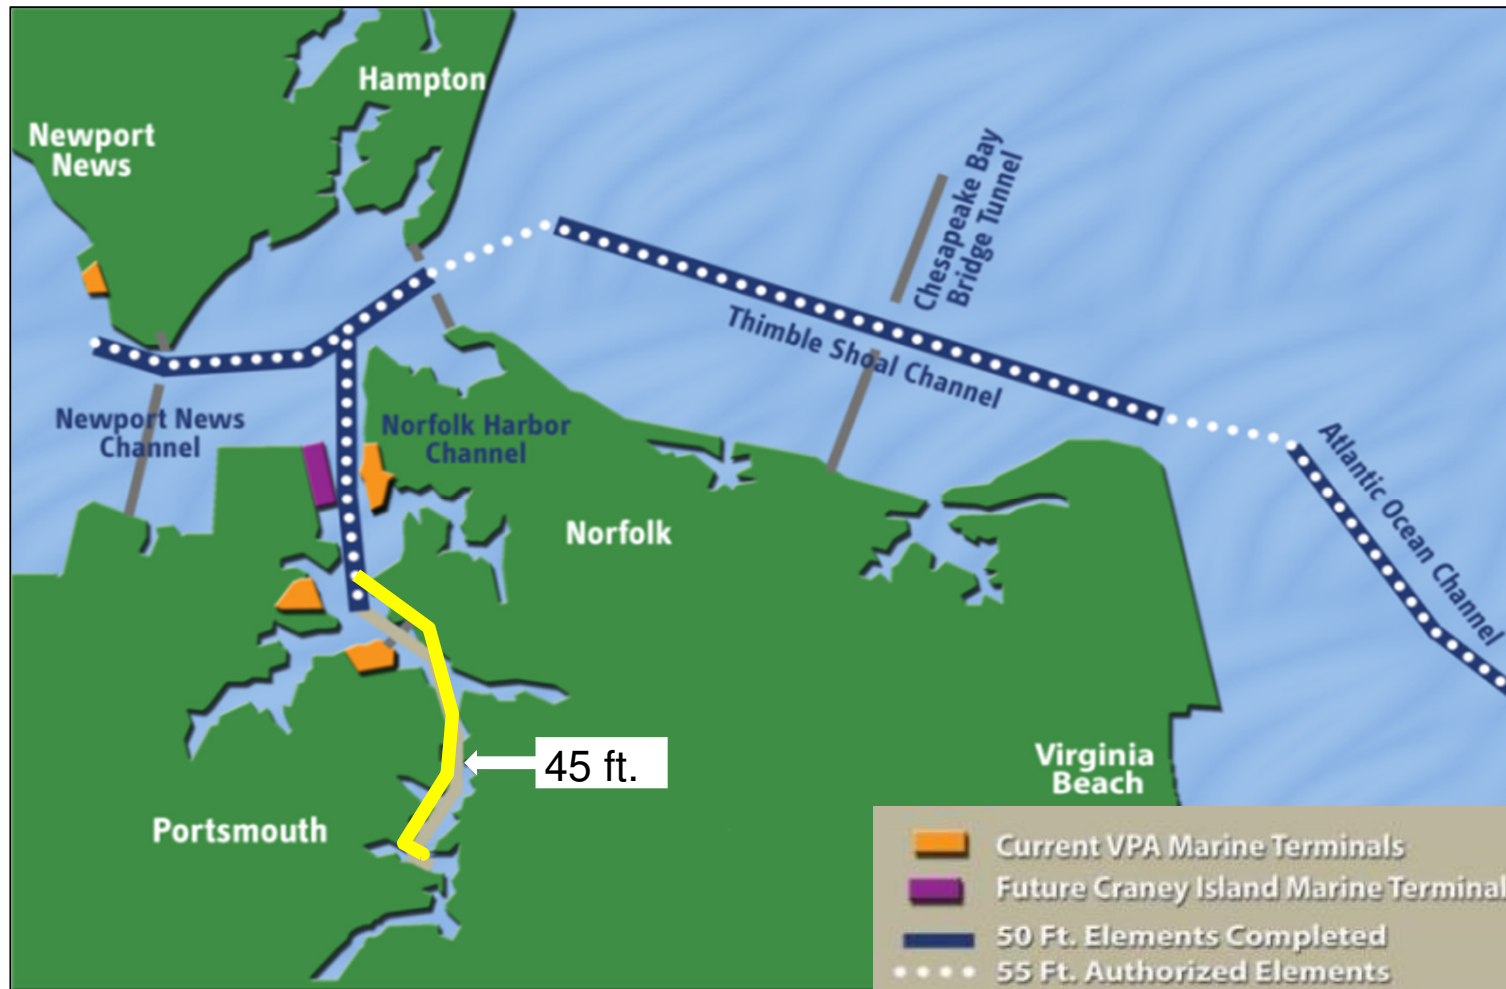 Hampton
Newport
News
Chesapeake Bay
Bridge Tunnel
Thimble Shoal Channel
Newport News
Channel
Norfolk Harbor
Channel
Atlantic Ocean Channel
Norfolk
45 ft.
Virginia
Beach
Portsmouth
Current VPA Marine Terminals
Future Craney Island Marine Terminal
50 Ft. Elements Completed
55 Ft. Authorized Elements